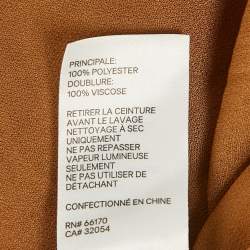 PRINCIPALE:
100% POLYESTER
DOUBLURE:
100% VISCOSE
RETIRER LA CEINTURE
AVANT LE LAVAGE
NETTOYAGE À SEC
UNIQUEMENT
NE PAS REPASSER
VAPEUR LUMINEUSE
SEULEMENT
NE PAS UTILISER DE
DÉTACHANT
CONFECTIONNÉ EN CHINE
RN# 66170
CA# 32054